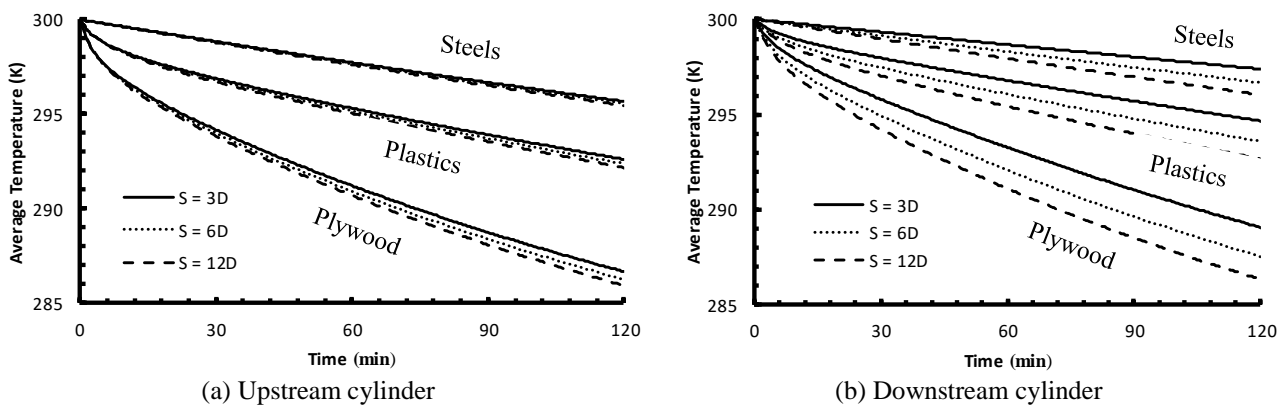 300
295
290
285
Average Temperature (K)
Steels
Plastics
Plywood
S = 3D
S = 6D
S = 12D
0
30
60
90
120
Time (min)
(a) Upstream cylinder
300
295
290
285
Average Temperature (K)
Steels
Plastics
Plywood
S = 3D
S = 6D
S = 12D
0
30
60
90
120
Time (min)
(b) Downstream cylinder